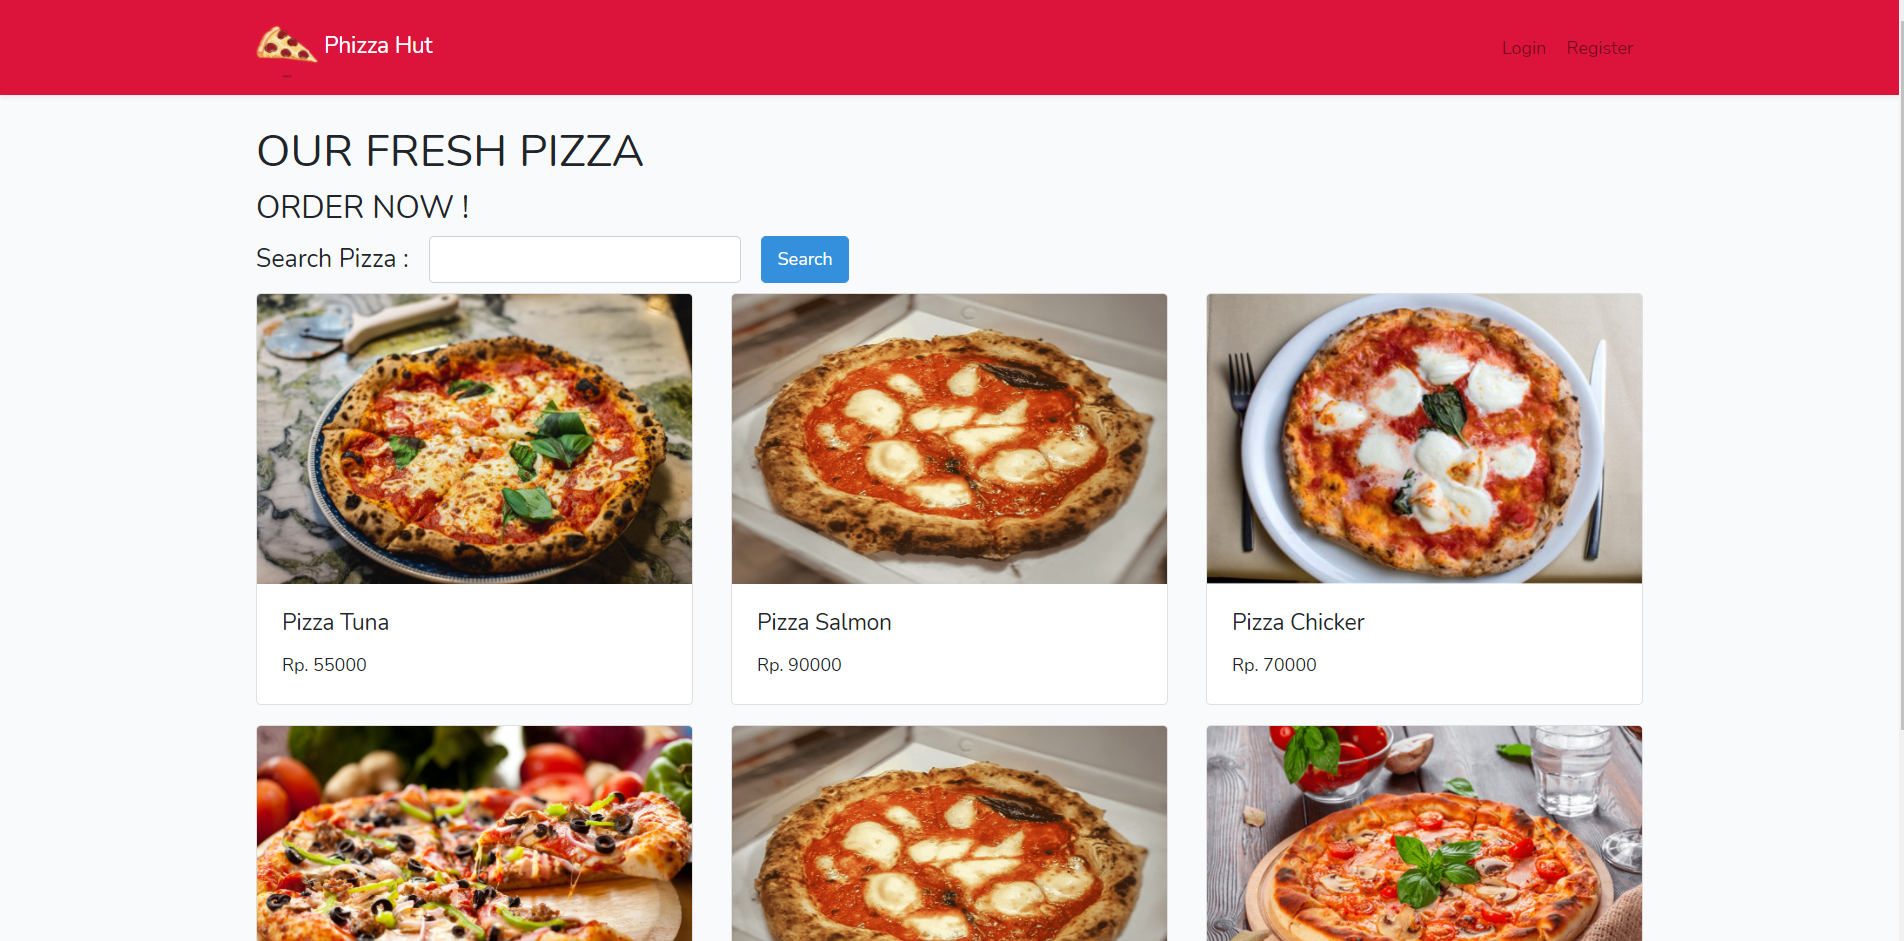 Phizza Hut
Login Register
OUR FRESH PIZZA
ORDER NOW !
Search Pizza : Search
Pizza Tuna
Rp. 55000
Pizza Salmon
Rp. 90000
Pizza Chicker
Rp. 70000